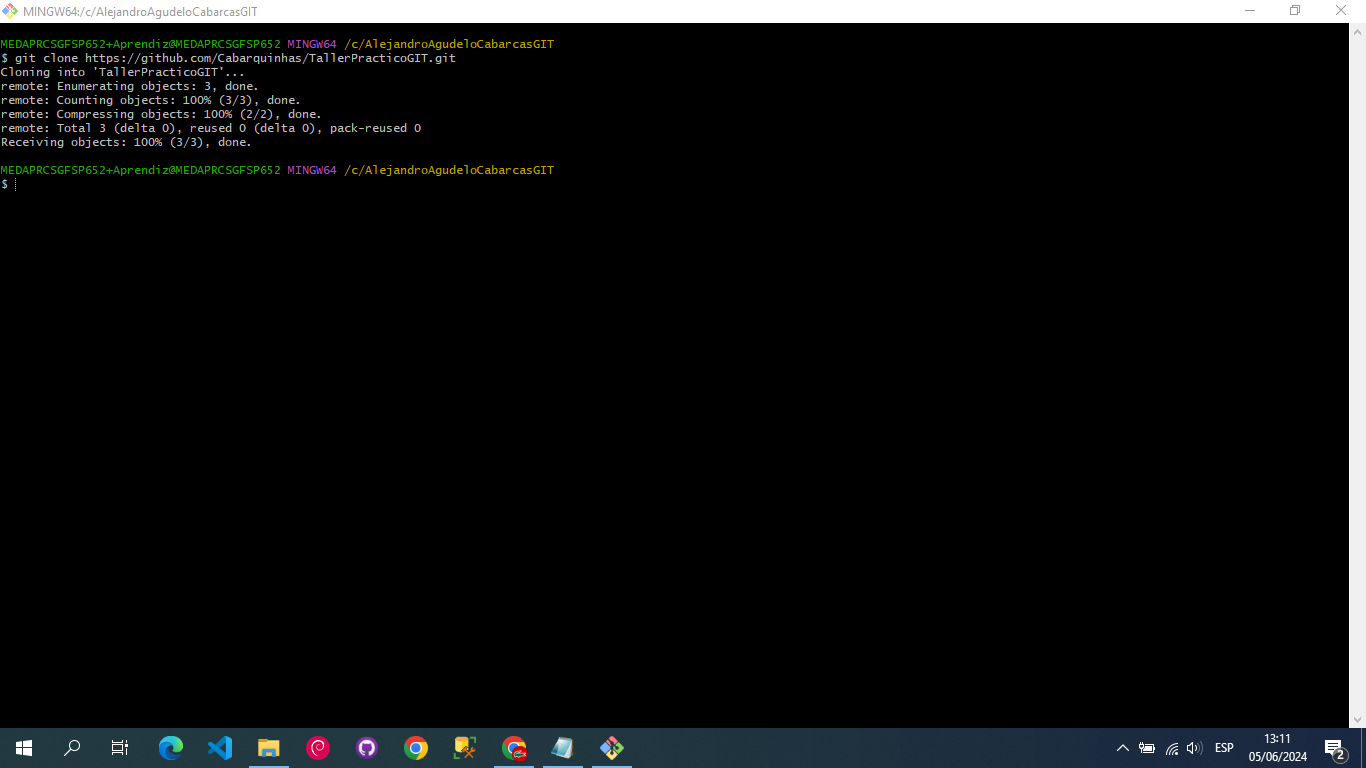 MINGW64:/c/AlejandroAgudeloCabarcasGIT
MEDAPRCSGFSP652+Aprendiz@MEDAPRCSGFSP652 MINGW64 /c/AlejandroAgudeloCabarcasGIT
$ git clone https://github.com/Cabarquinhas/TallerPracticoGIT.git
Cloning into 'TallerPracticoGIT'...
remote: Enumerating objects: 3, done.
remote: Counting objects: 100% (3/3), done.
remote: Compressing objects: 100% (2/2), done.
remote: Total 3 (delta 0), reused 0 (delta 0), pack-reused 0
Receiving objects: 100% (3/3), done.
MEDAPRCSGFSP652+Aprendiz@MEDAPRCSGFSP652 MINGW64 /c/AlejandroAgudeloCabarcasGIT
$
ESP
13:11
05/06/2024
2